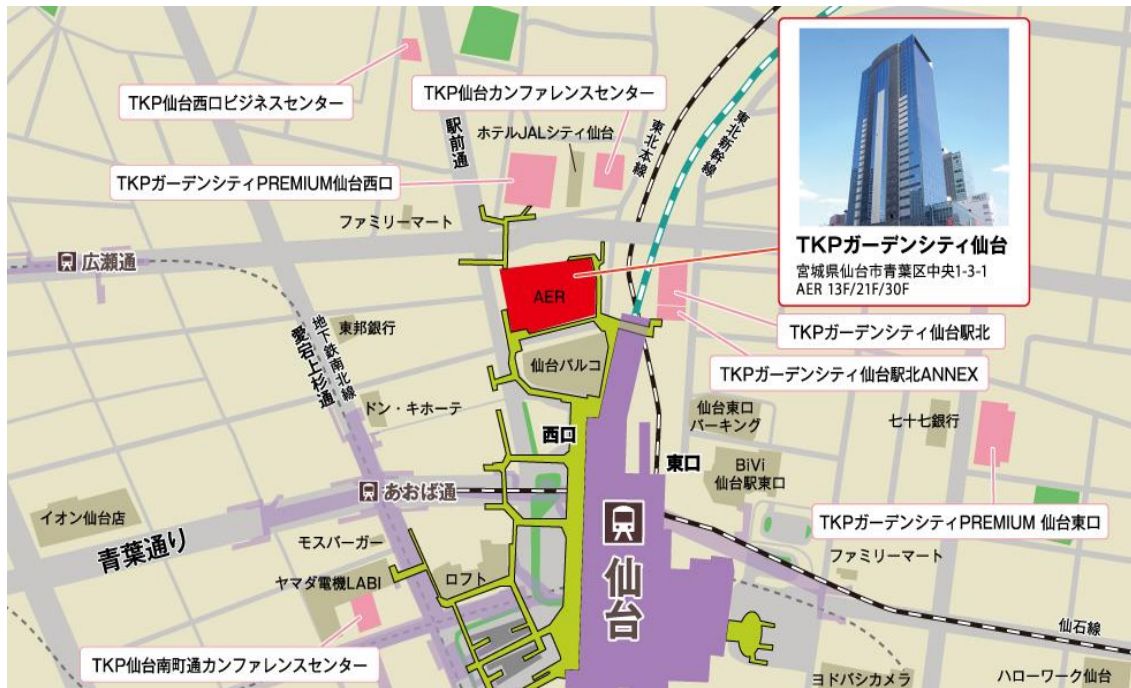 TKP仙台西口ビジネスセンター
TKP仙台カンファレンスセンター
駅前通
ホテルJALシティ仙台
東北本線
東北新幹線
TKPガーデンシティPREMIUM仙台西口
ファミリーマート
TKPガーデンシティ仙台
宮城県仙台市青葉区中央1-3-1
AER 13F/21F/30F
広瀬通
AER
東邦銀行
地下鉄南北線
愛宕上杉通
TKPガーデンシティ仙台駅北
仙台パルコ
TKPガーデンシティ仙台駅北ANNEX
ドン・キホーテ
西口
仙台東口
パーキング
七十七銀行
東口
BiVi
仙台駅東口
あおば通
イオン仙台店
青葉通り
モスバーガー
仙台
TKPガーデンシティPREMIUM 仙台東口
ファミリーマート
ヤマダ電機LABI
ロフト
仙石線
TKP仙台南町通カンファレンスセンター
ヨドバシカメラ
ハローワーク仙台